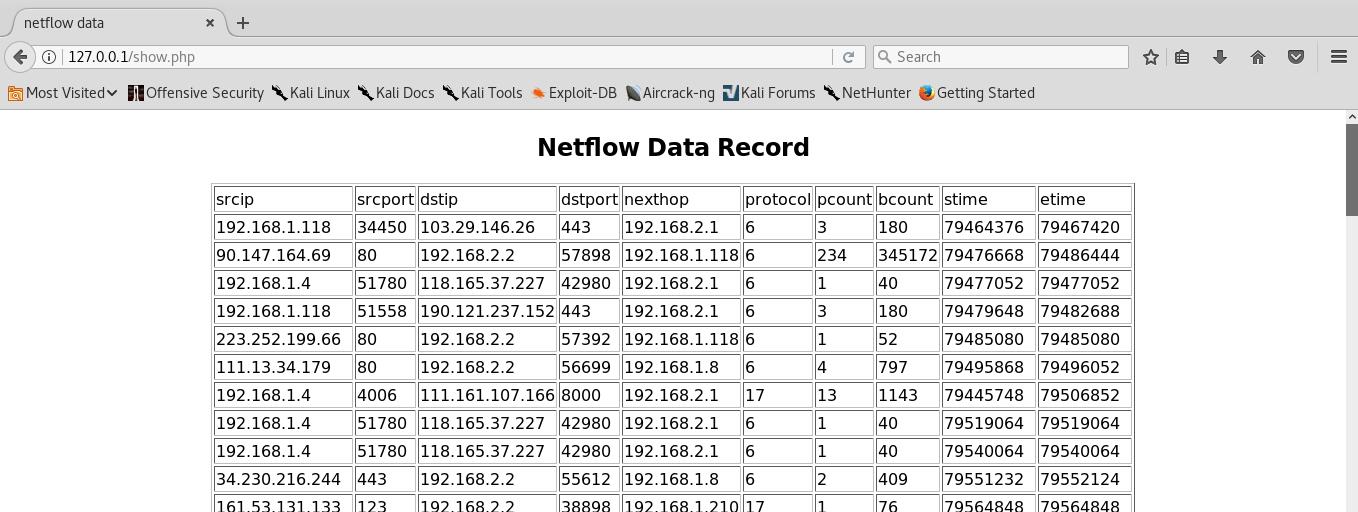 netflow data
127.0.0.1/show.php
Search
Most Visited Offensive Security Kali Linux Kali Docs Kali Tools Exploit-DB Aircrack-ng Kali Forums NetHunter Getting Started
Netflow Data Record
srcip srcport dstip dstport nexthop protocol pcount bcount stime etime
192.168.1.118 34450 103.29.146.26 443 192.168.2.1 6 3 180 79464376 79467420
90.147.164.69 80 192.168.2.2 57898 192.168.1.118 6 234 345172 79476668 79486444
192.168.1.4 51780 118.165.37.227 42980 192.168.2.1 6 1 40 79477052 79477052
192.168.1.118 51558 190.121.237.152 443 192.168.2.1 6 3 180 79479648 79482688
223.252.199.66 80 192.168.2.2 57392 192.168.1.118 6 1 52 79485080 79485080
111.13.34.179 80 192.168.2.2 56699 192.168.1.8 6 4 797 79495868 79496052
192.168.1.4 4006 111.161.107.166 8000 192.168.2.1 17 13 1143 79445748 79506852
192.168.1.4 51780 118.165.37.227 42980 192.168.2.1 6 1 40 79519064 79519064
192.168.1.4 51780 118.165.37.227 42980 192.168.2.1 6 1 40 79540064 79540064
34.230.216.244 443 192.168.2.2 55612 192.168.1.8 6 2 409 79551232 79552124
161.53.131.133 123 192.168.2.2 38898 192.168.1.210 17 1 76 79564848 79564848